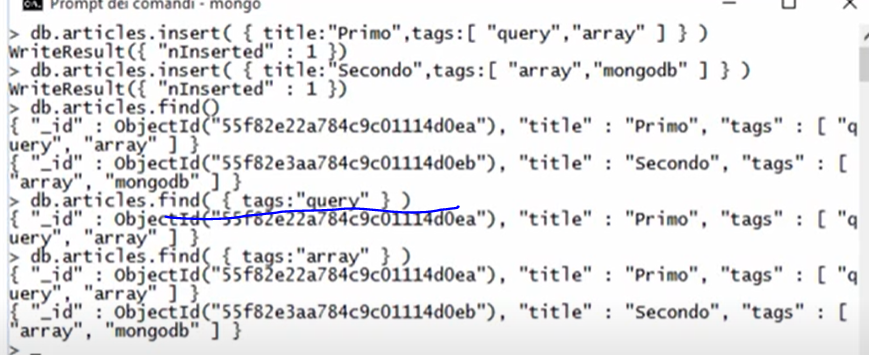 Prompt dei comandi - mongo
> db.articles.insert( { title:"Primo",tags:[ "query","array" ] } )
WriteResult({ "nInserted" : 1 })
> db.articles.insert( { title:"Secondo",tags:[ "array","mongodb" ] } )
WriteResult({ "nInserted" : 1 })
> db.articles.find()
{ "_id" : ObjectId("55f82e22a784c9c01114d0ea"), "title" : "Primo", "tags" : [ "q
uery", "array" ] }
{ "_id" : ObjectId("55f82e3aa784c9c01114d0eb"), "title" : "Secondo", "tags" : [
"array", "mongodb" ] }
> db.articles.find( { tags:"query" } )
{ "_id" : ObjectId("55f82e22a784c9c01114d0ea"), "title" : "Primo", "tags" : [ "q
uery", "array" ] }
> db.articles.find( { tags:"array" } )
{ "_id" : ObjectId("55f82e22a784c9c01114d0ea"), "title" : "Primo", "tags" : [ "q
uery", "array" ] }
{ "_id" : ObjectId("55f82e3aa784c9c01114d0eb"), "title" : "Secondo", "tags" : [
"array", "mongodb" ] }
> _